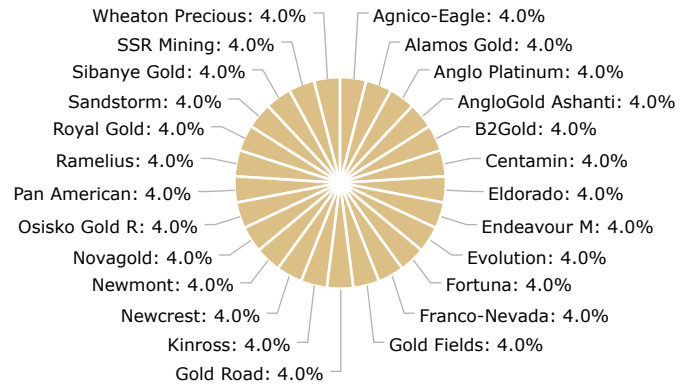 Wheaton Precious: 4.0%
Agnico-Eagle: 4.0%
SSR Mining: 4.0%
Alamos Gold: 4.0%
Sibanye Gold: 4.0%
Anglo Platinum: 4.0%
Sandstorm: 4.0%
AngloGold Ashanti: 4.0%
Royal Gold: 4.0%
B2Gold: 4.0%
Ramelius: 4.0%
Centamin: 4.0%
Pan American: 4.0%
Eldorado: 4.0%
Osisko Gold R: 4.0%
Endeavour M: 4.0%
Novagold: 4.0%
Evolution: 4.0%
Newmont: 4.0%
Fortuna: 4.0%
Newcrest: 4.0%
Franco-Nevada: 4.0%
Kinross: 4.0%
Gold Fields: 4.0%
Gold Road: 4.0%